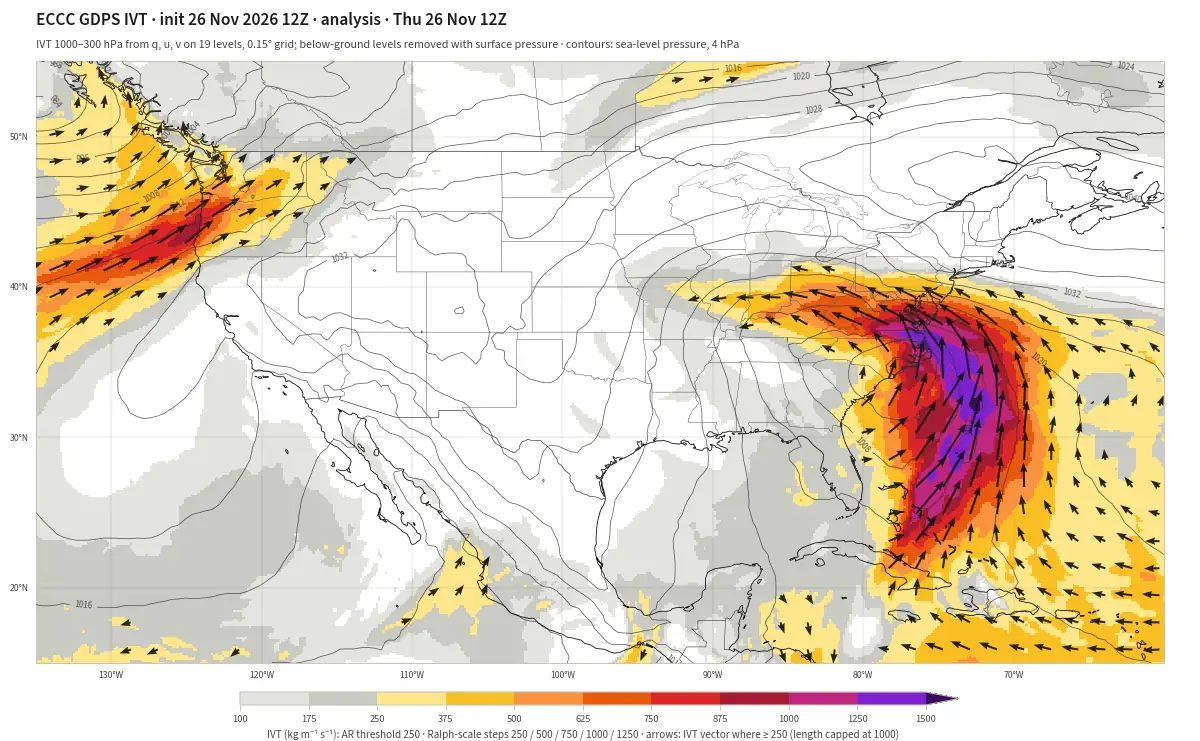 ECCC GDPS IVT · init 26 Nov 2026 12Z · analysis · Thu 26 Nov 12Z
IVT 1000–300 hPa from q, u, v on 19 levels, 0.15° grid; below-ground levels removed with surface pressure · contours: sea-level pressure, 4 hPa
1016
1020
1024
1028
50°N
1008
1032
40°N
1032
1020
30°N
1008
20°N
1016
130°W 120°W 110°W 100°W 90°W 80°W 70°W
100 175 250 375 500 625 750 875 1000 1250 1500
IVT (kg m⁻¹ s⁻¹): AR threshold 250 · Ralph-scale steps 250 / 500 / 750 / 1000 / 1250 · arrows: IVT vector where ≥ 250 (length capped at 1000)